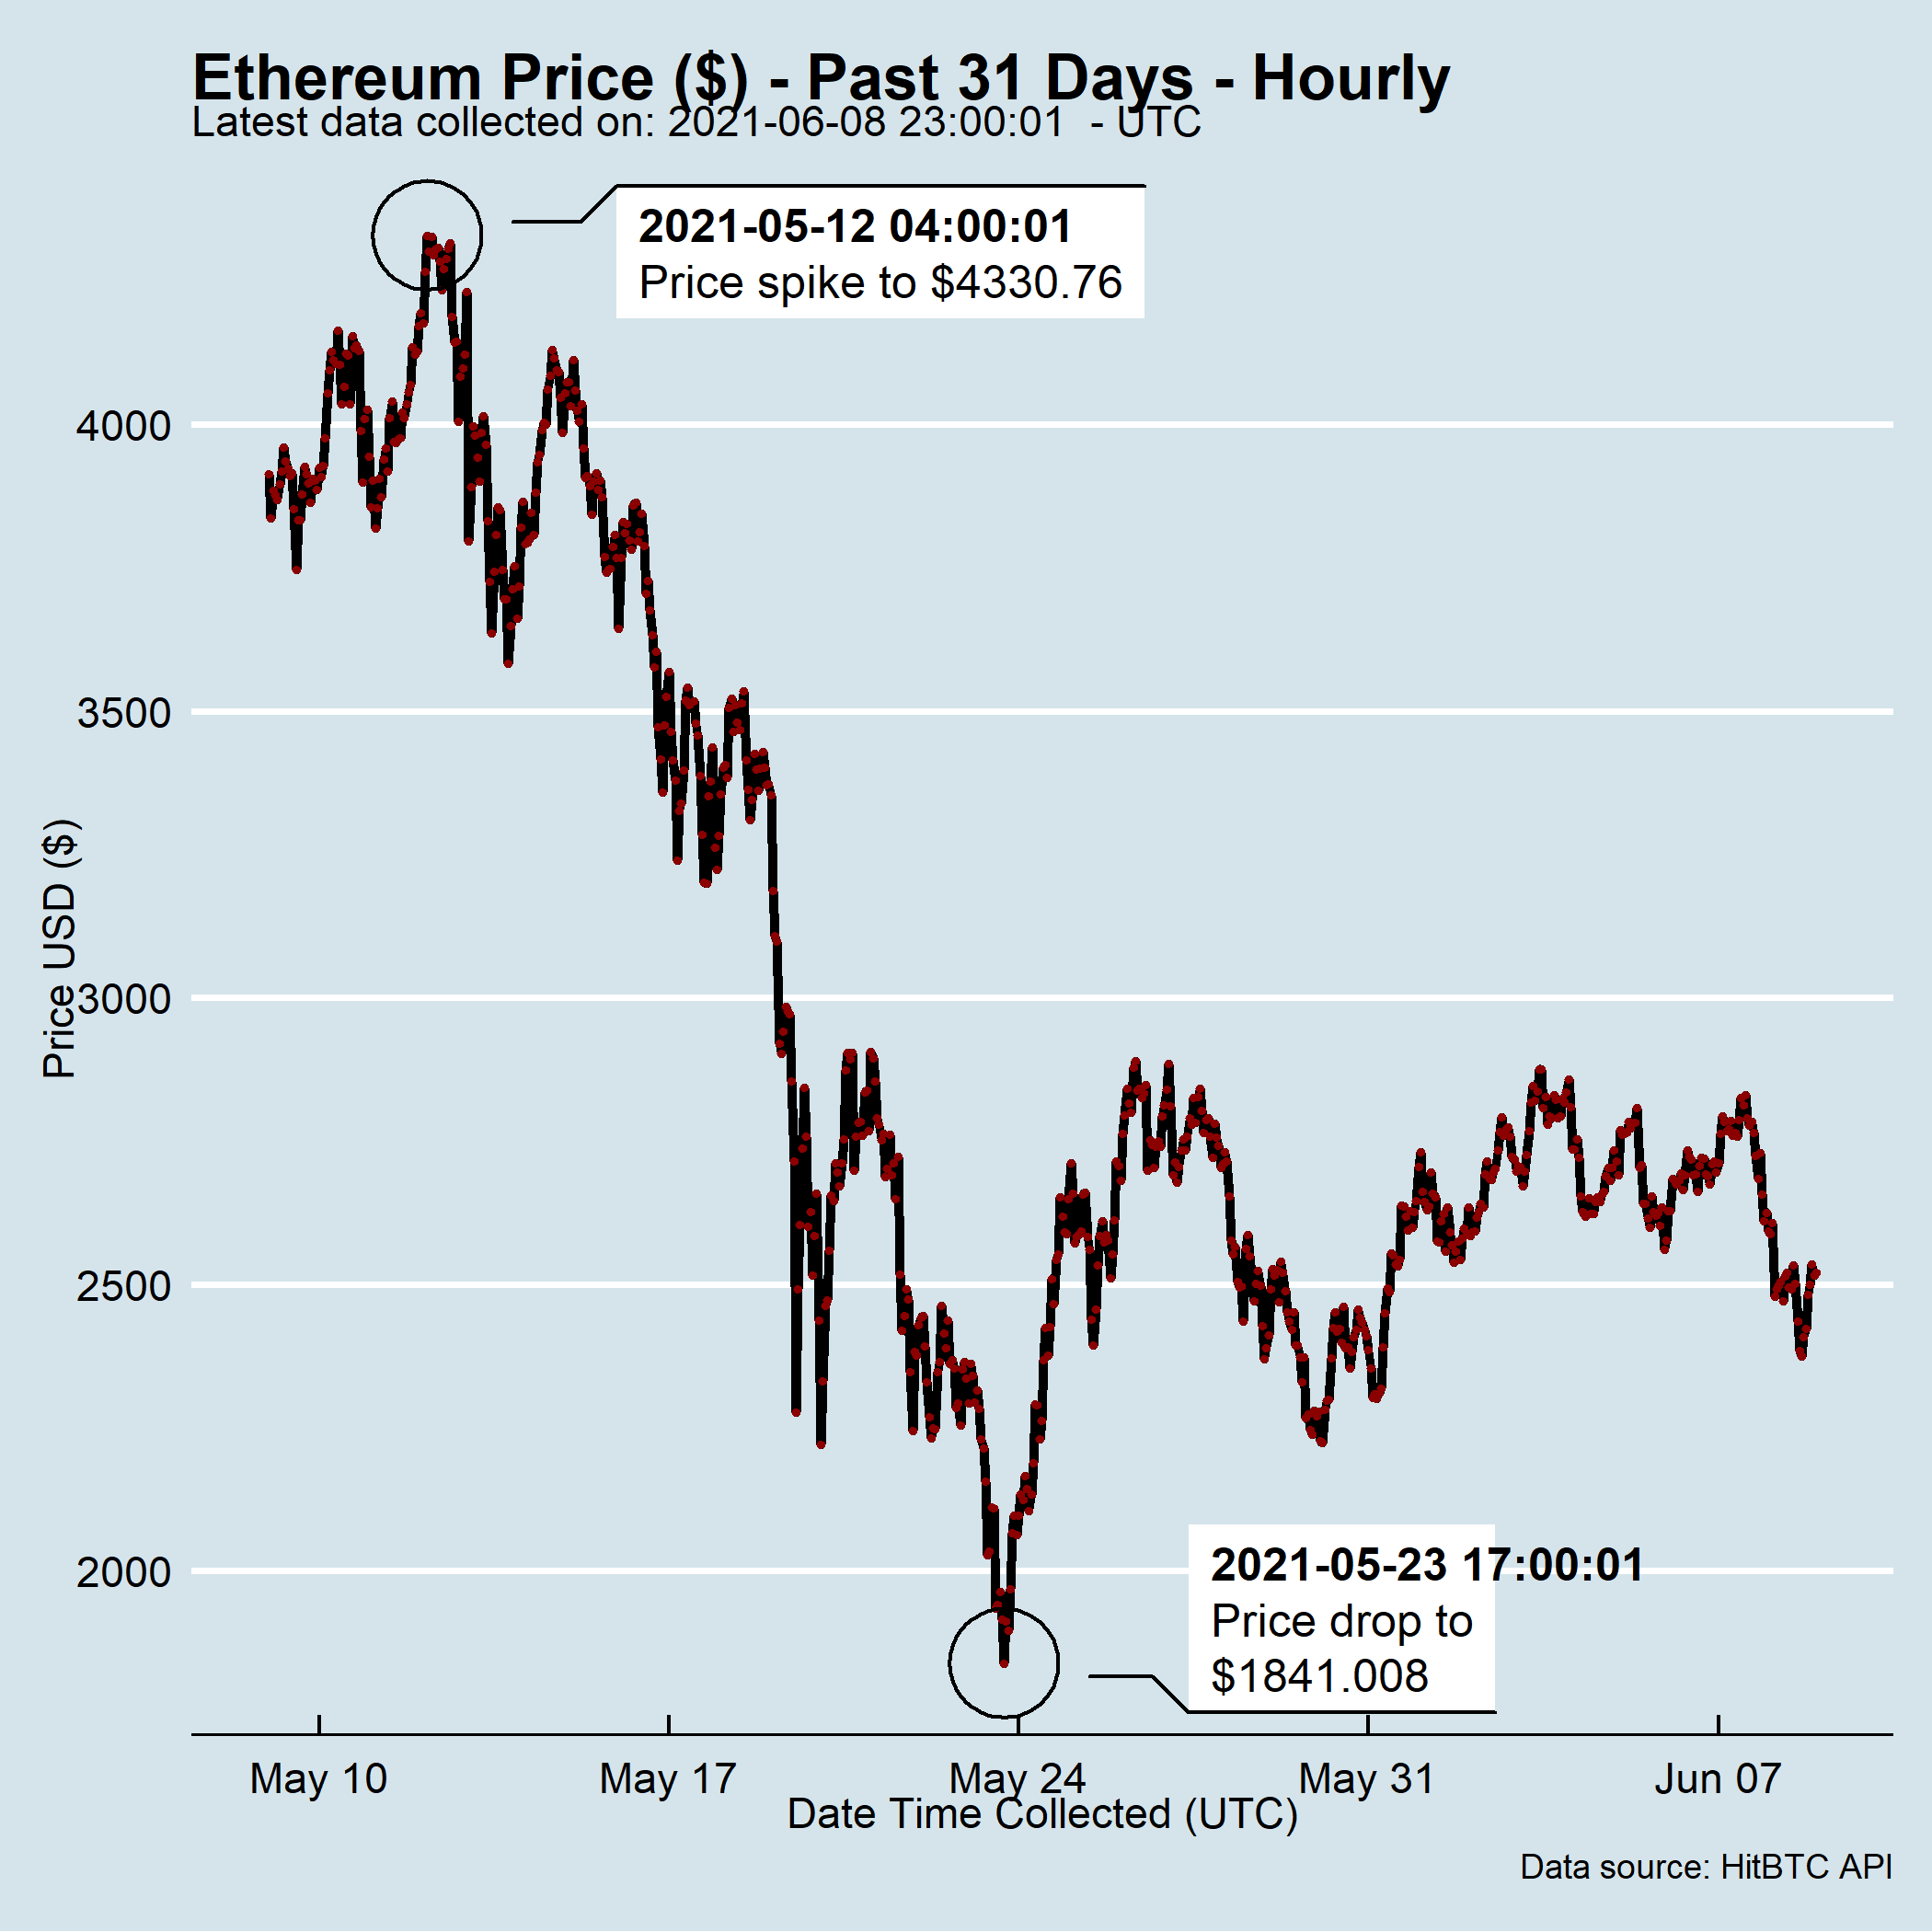 Ethereum Price ($) - Past 31 Days - Hourly
Latest data collected on: 2021-06-08 23:00:01  - UTC
2021-05-12 04:00:01
Price spike to $4330.76
4000
3500
3000
2500
2000
Price USD ($)
2021-05-23 17:00:01
Price drop to
$1841.008
May 10
May 17
May 24
May 31
Jun 07
Date Time Collected (UTC)
Data source: HitBTC API